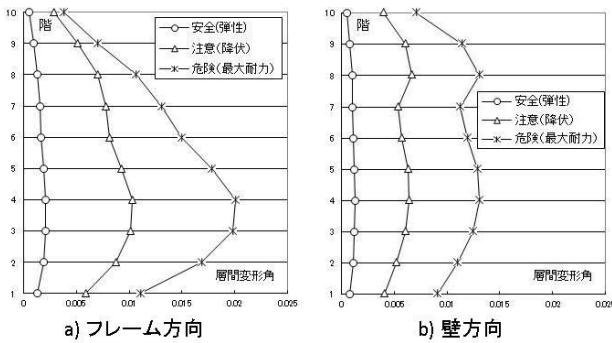 階
安全(弾性)
注意(降伏)
危険(最大耐力)
10
9
8
7
6
5
4
3
2
1
層間変形角
0
0.005
0.01
0.015
0.02
0.025
a) フレーム方向
階
安全(弾性)
注意(降伏)
危険(最大耐力)
10
9
8
7
6
5
4
3
2
1
層間変形角
0
0.005
0.01
0.015
0.02
0.025
b) 壁方向